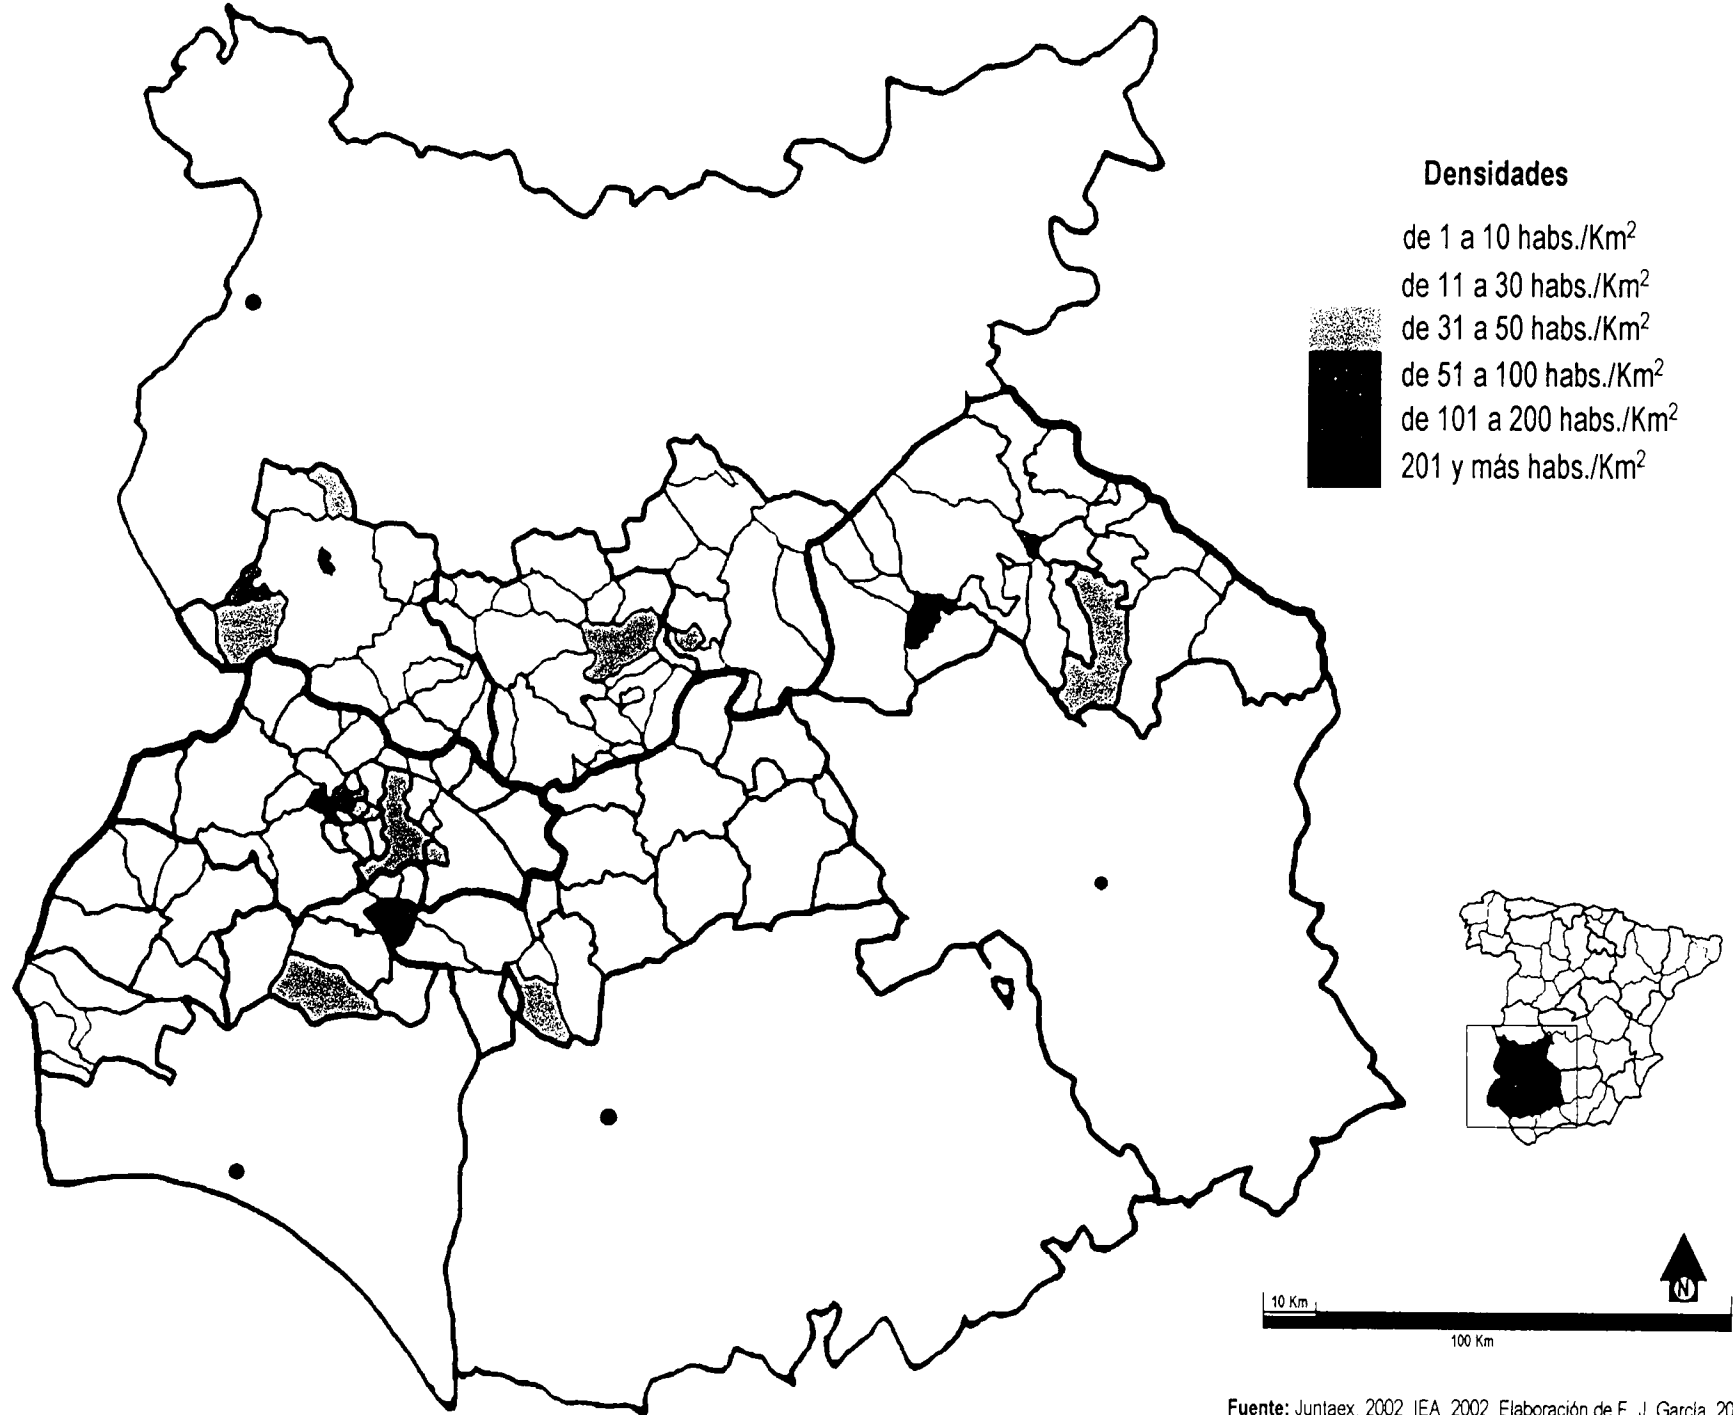 Densidades
de 1 a 10 habs./Km²
de 11 a 30 habs./Km²
de 31 a 50 habs./Km²
de 51 a 100 habs./Km²
de 101 a 200 habs./Km²
201 y más habs./Km²
N
10 Km
100 Km
Fuente: Juntaex, 2002, IEA, 2002. Elaboración de F. J. García, 20